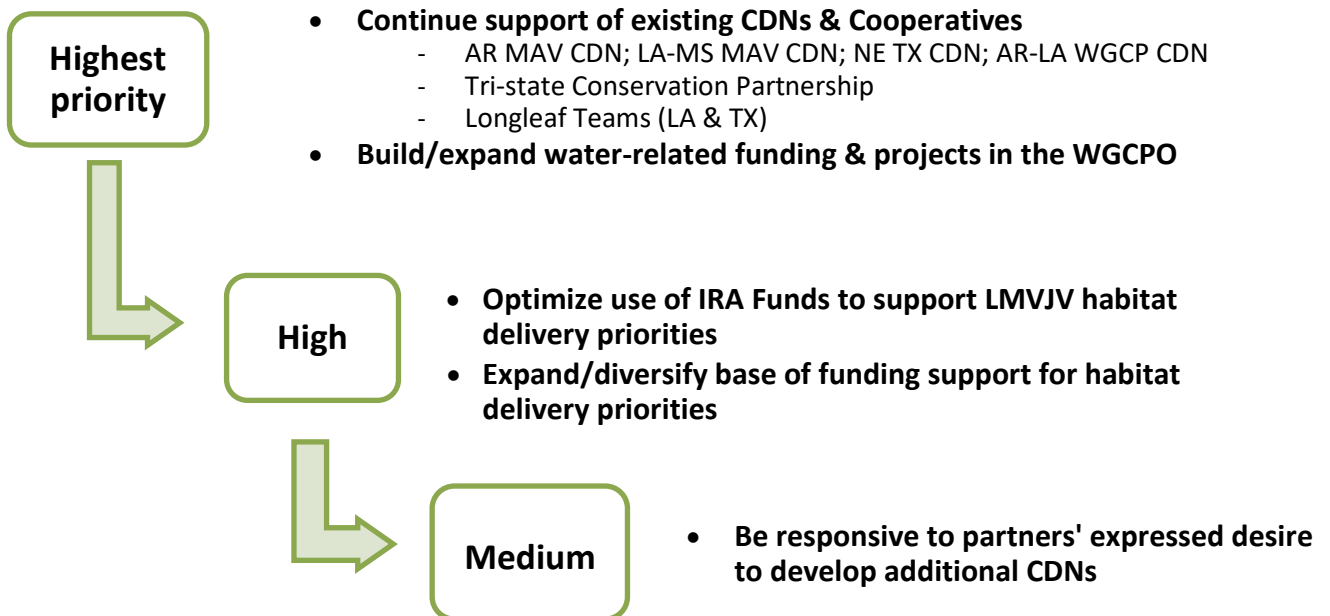 Highest
priority
• Continue support of existing CDNs & Cooperatives
- AR MAV CDN; LA-MS MAV CDN; NE TX CDN; AR-LA WGCP CDN
- Tri-state Conservation Partnership
- Longleaf Teams (LA & TX)
• Build/expand water-related funding & projects in the WGCPO
High
• Optimize use of IRA Funds to support LMVJV habitat
delivery priorities
• Expand/diversify base of funding support for habitat
delivery priorities
Medium
• Be responsive to partners' expressed desire
to develop additional CDNs